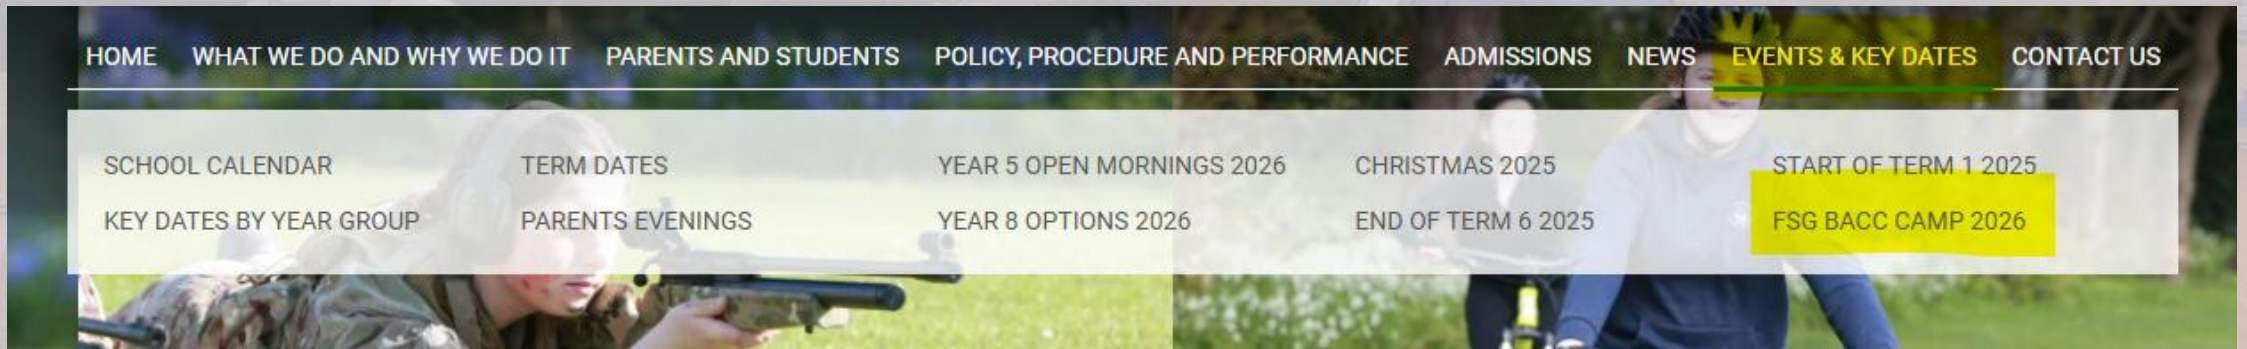 HOME WHAT WE DO AND WHY WE DO IT PARENTS AND STUDENTS POLICY, PROCEDURE AND PERFORMANCE ADMISSIONS NEWS EVENTS & KEY DATES CONTACT US
SCHOOL CALENDAR TERM DATES YEAR 5 OPEN MORNINGS 2026 CHRISTMAS 2025 START OF TERM 1 2025
KEY DATES BY YEAR GROUP PARENTS EVENINGS YEAR 8 OPTIONS 2026 END OF TERM 6 2025 FSG BACC CAMP 2026